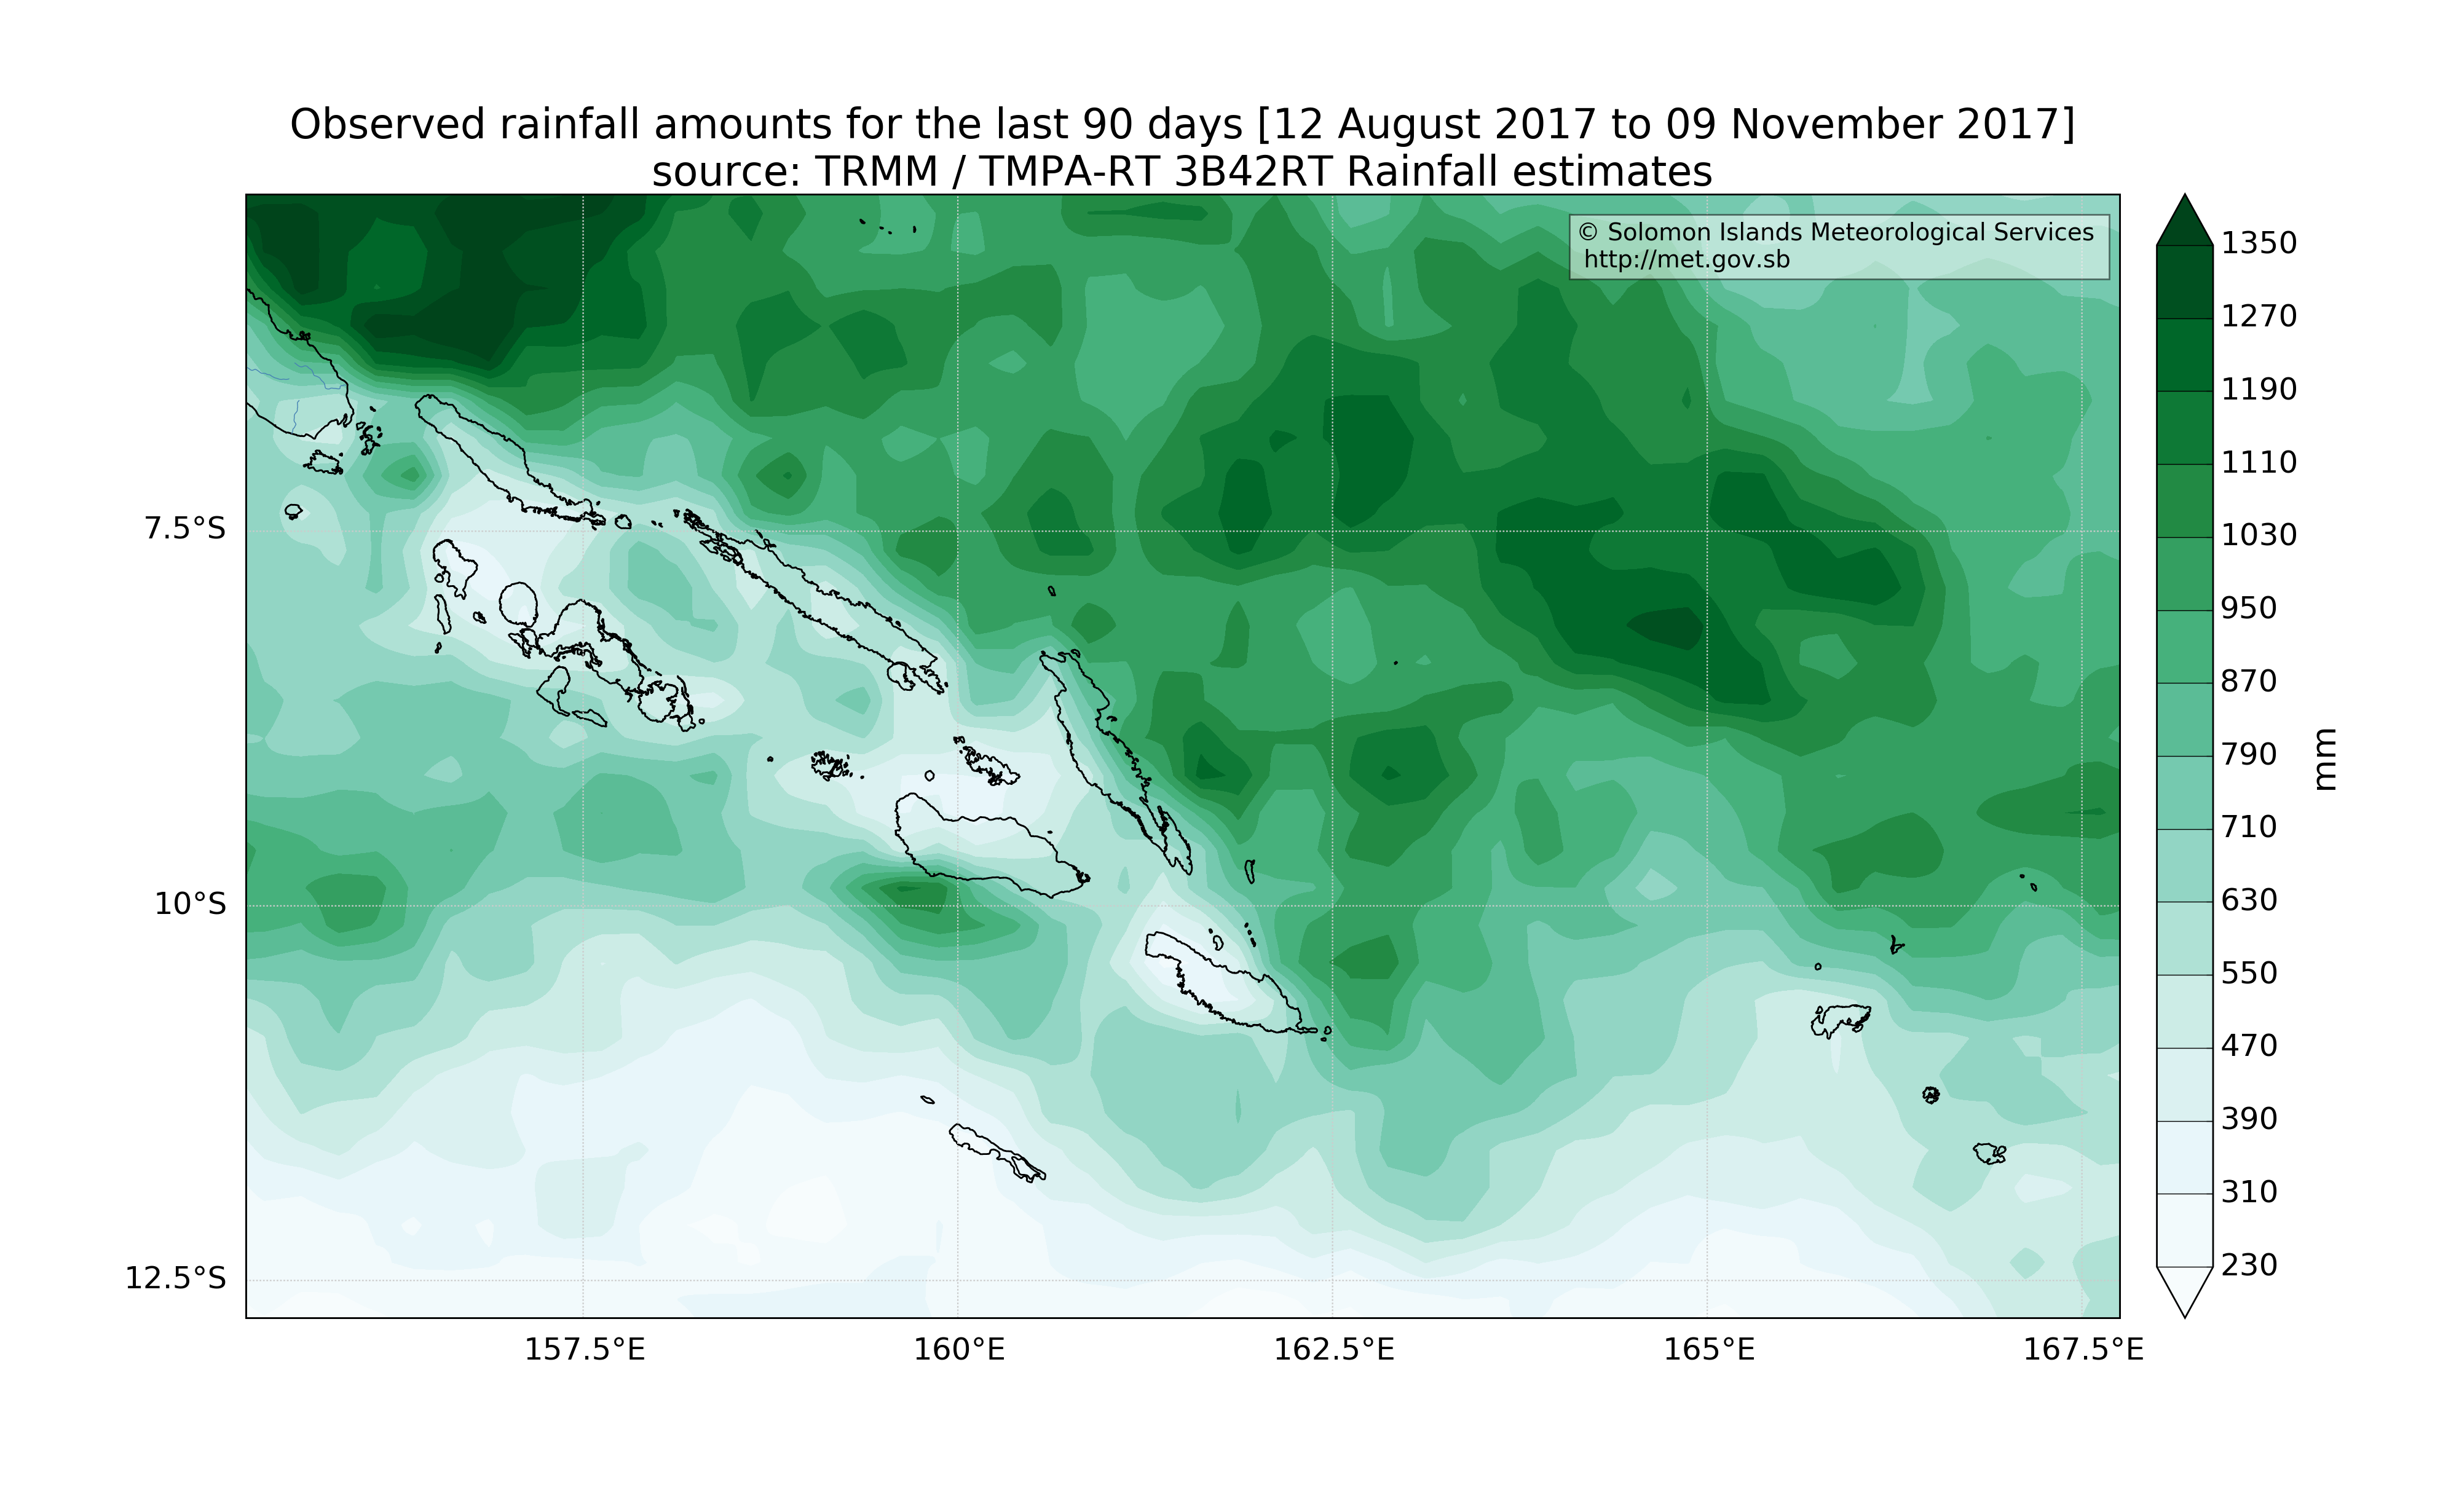 Observed rainfall amounts for the last 90 days [12 August 2017 to 09 November 2017]
source: TRMM / TMPA-RT 3B42RT Rainfall estimates
© Solomon Islands Meteorological Services
http://met.gov.sb
7.5°S
10°S
12.5°S
157.5°E
160°E
162.5°E
165°E
167.5°E
1350
1270
1190
1110
1030
950
870
790
710
630
550
470
390
310
230
mm